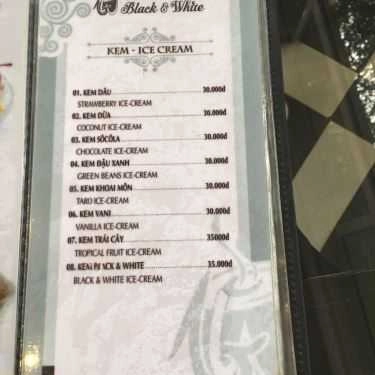 Black & White
KEM - ICE CREAM
01. KEM DÂU 30.000đ
STRAWBERRY ICE-CREAM
02. KEM DỪA 30.000đ
COCONUT ICE-CREAM
03. KEM SÔCÔLA 30.000đ
CHOCOLATE ICE-CREAM
04. KEM ĐẬU XANH 30.000đ
GREEN BEANS ICE-CREAM
05. KEM KHOAI MÔN 30.000đ
TARO ICE-CREAM
06. KEM VANI 30.000đ
VANILLA ICE-CREAM
07. KEM TRÁI CÂY 35000đ
TROPICAL FRUIT ICE-CREAM
08. KEM & WHITE 35.000đ
BLACK & WHITE ICE-CREAM